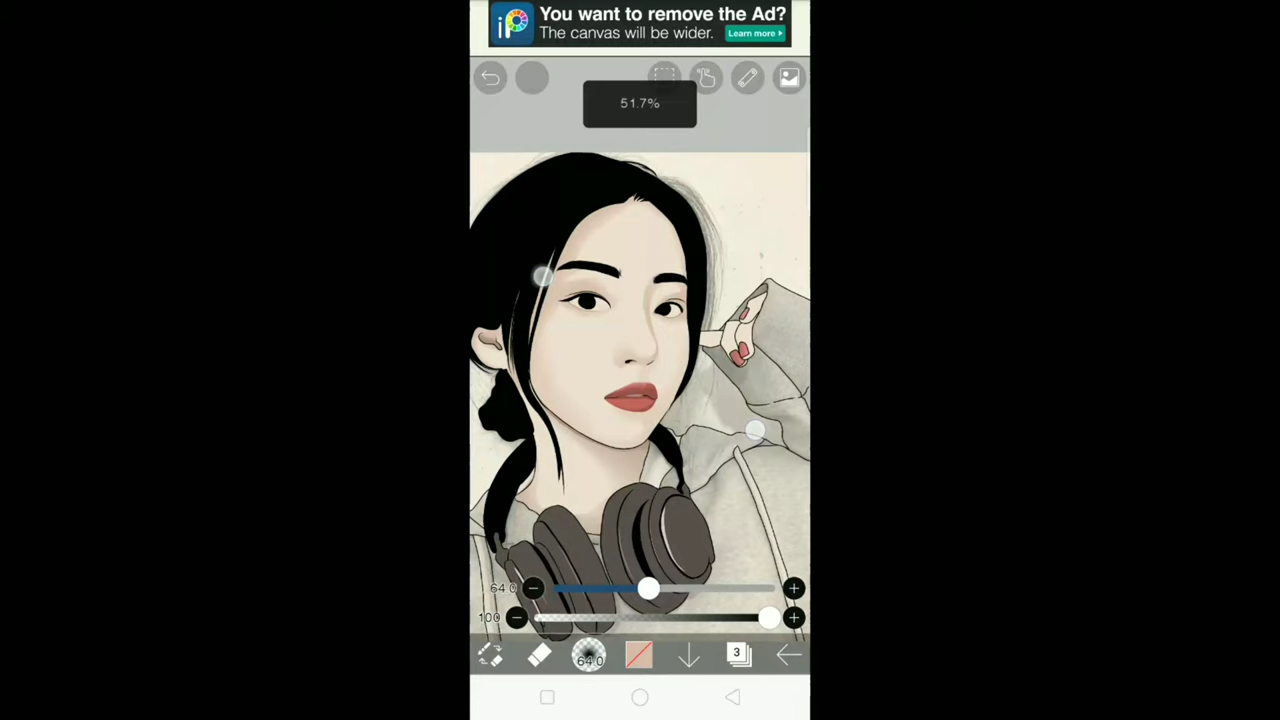 iP
You want to remove the Ad?
The canvas will be wider.
Learn more
51.7%
64.0
100
64.0
3